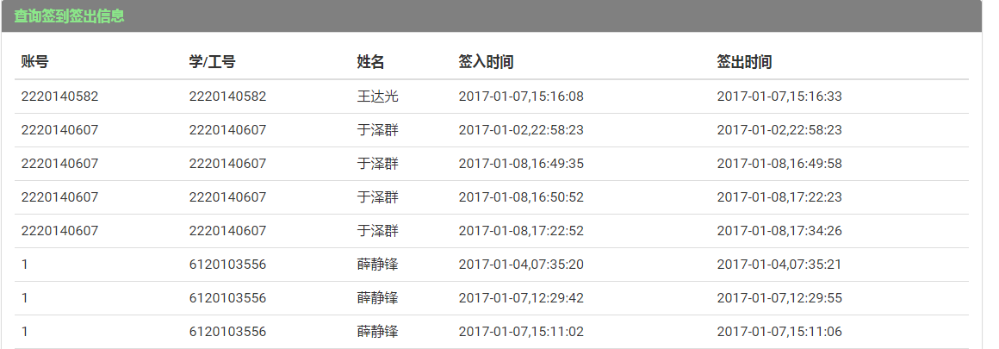 查询签到签出信息
账号 学/工号 姓名 签入时间 签出时间
2220140582 2220140582 王达光 2017-01-07,15:16:08 2017-01-07,15:16:33
2220140607 2220140607 于泽群 2017-01-02,22:58:23 2017-01-02,22:58:23
2220140607 2220140607 于泽群 2017-01-08,16:49:35 2017-01-08,16:49:58
2220140607 2220140607 于泽群 2017-01-08,16:50:52 2017-01-08,17:22:23
2220140607 2220140607 于泽群 2017-01-08,17:22:52 2017-01-08,17:34:26
1 6120103556 薛静锋 2017-01-04,07:35:20 2017-01-04,07:35:21
1 6120103556 薛静锋 2017-01-07,12:29:42 2017-01-07,12:29:55
1 6120103556 薛静锋 2017-01-07,15:11:02 2017-01-07,15:11:06